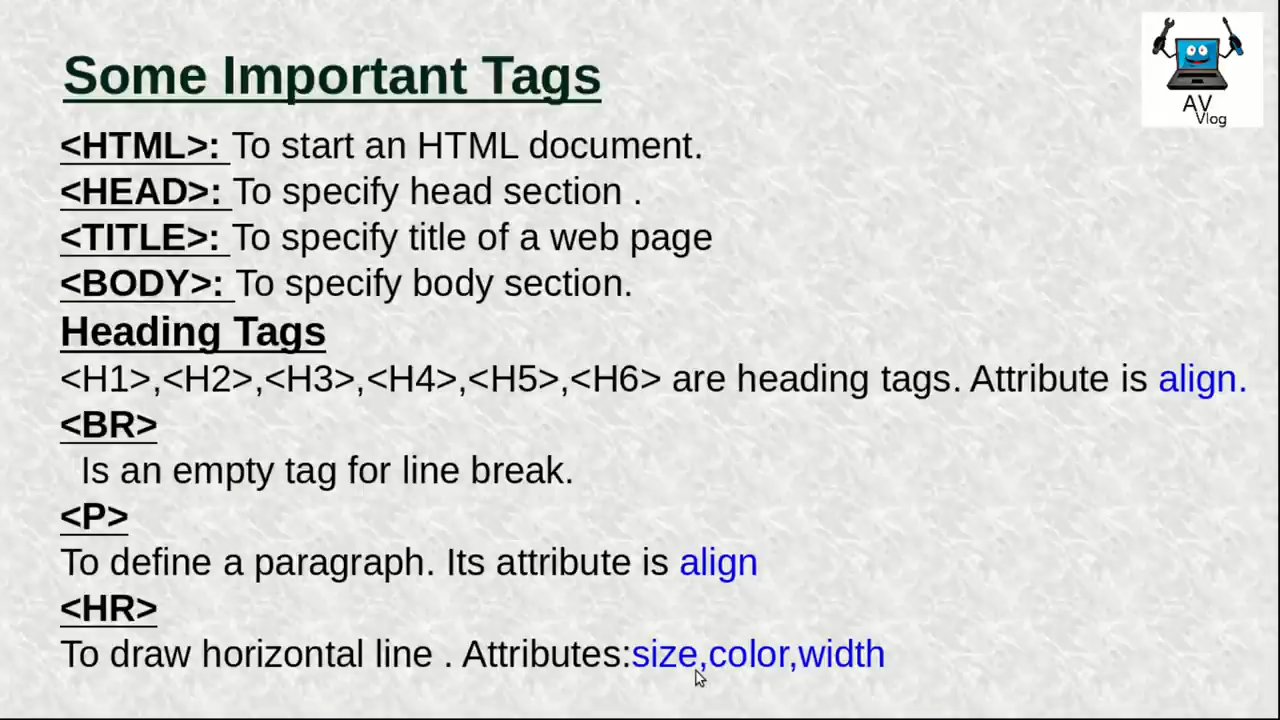 Some Important Tags
AV
Vlog
<HTML>: To start an HTML document.
<HEAD>: To specify head section .
<TITLE>: To specify title of a web page
<BODY>: To specify body section.
Heading Tags
<H1>,<H2>,<H3>,<H4>,<H5>,<H6> are heading tags. Attribute is align.
<BR>
Is an empty tag for line break.
<P>
To define a paragraph. Its attribute is align
<HR>
To draw horizontal line . Attributes:size,color,width